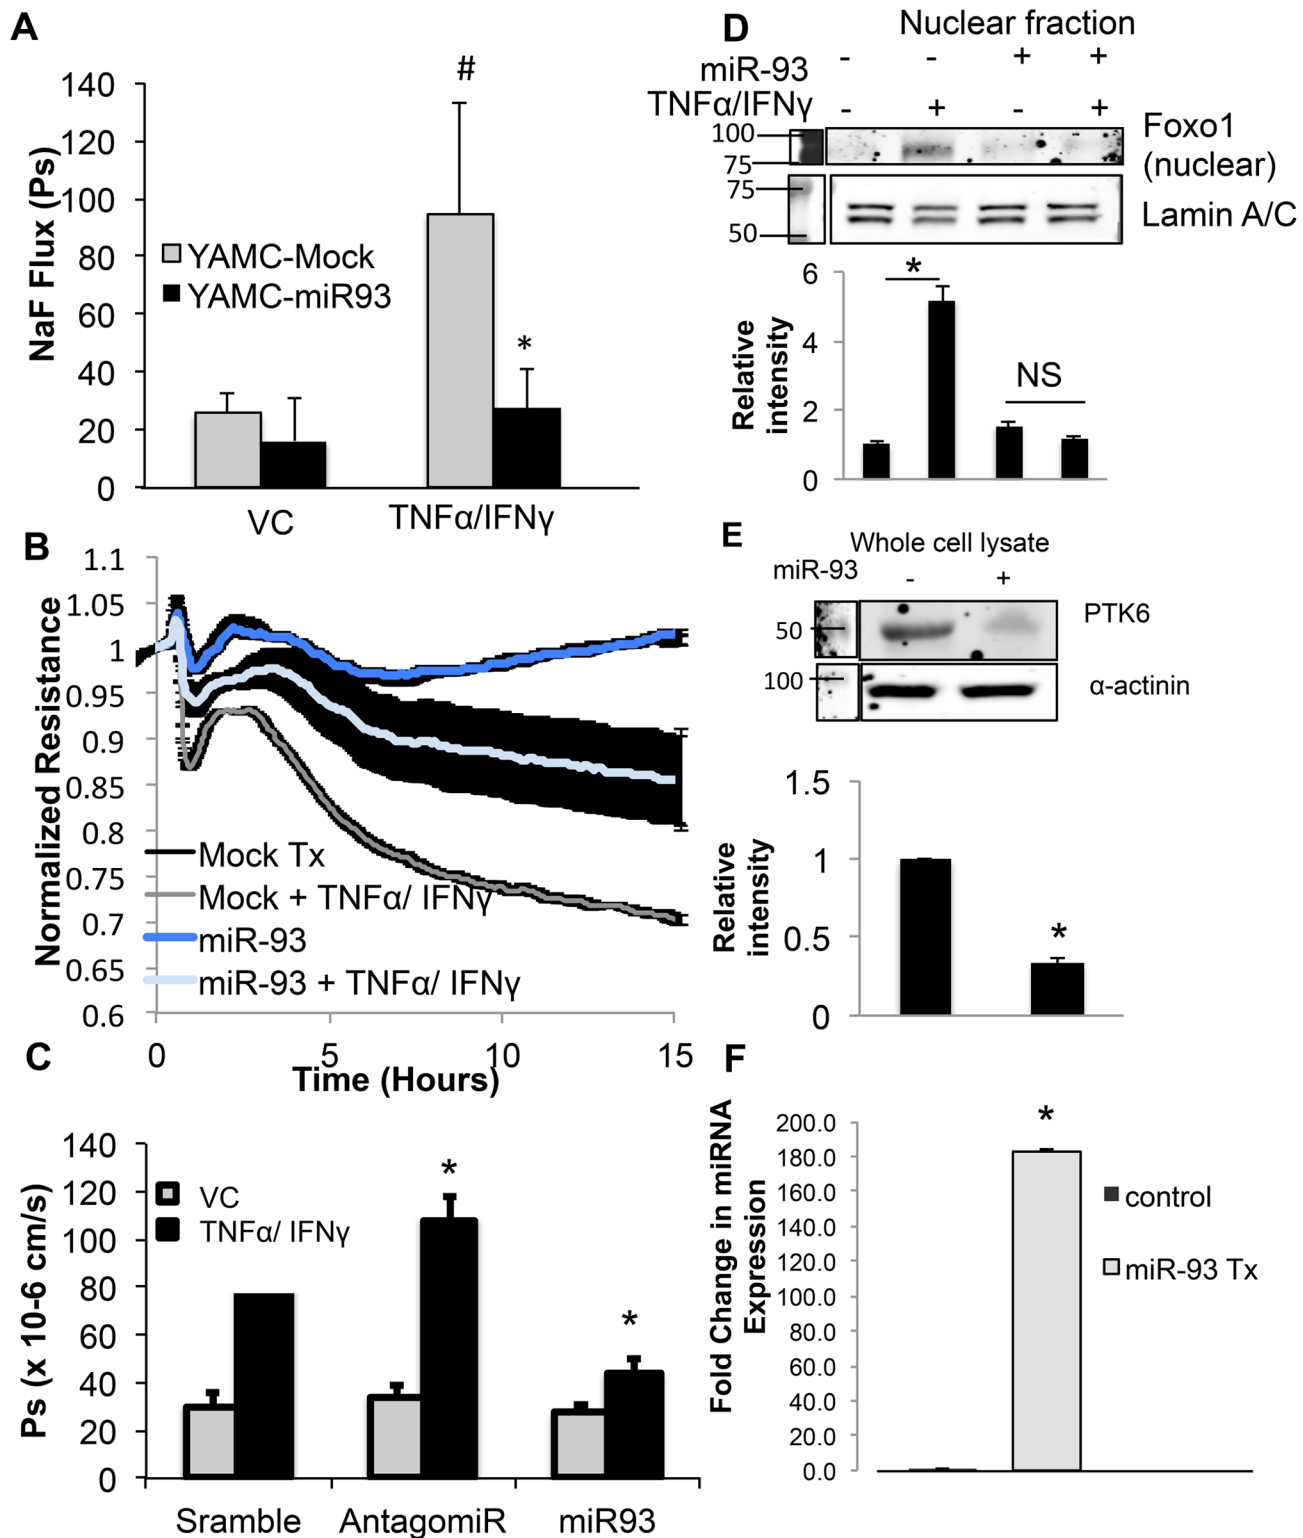 A
#
140
120
100
80
60
40
20
0
NaF Flux (Ps)
YAMC-Mock
YAMC-miR93
*
VC
TNFα/IFNγ
B
1.1
1.05
1
0.95
0.9
0.85
0.8
0.75
0.7
0.65
0.6
Normalized Resistance
Mock Tx
Mock + TNFα/ IFNγ
miR-93
miR-93 + TNFα/ IFNγ
0
5
10
15
Time (Hours)
C
140
120
100
80
60
40
20
0
Ps (x 10-6 cm/s)
VC
TNFα/ IFNγ
*
*
Sramble
AntagomiR
miR93
D
Nuclear fraction
miR-93 - - + +
TNFα/IFNγ - + - +
100
75
Foxo1
(nuclear)
75
50
Lamin A/C
6
4
2
0
Relative
intensity
*
NS
E
Whole cell lysate
miR-93 - +
50
PTK6
100
α-actinin
1.5
1
0.5
0
Relative
intensity
*
F
200.0
180.0
160.0
140.0
120.0
100.0
80.0
60.0
40.0
20.0
0.0
Fold Change in miRNA
Expression
*
control
miR-93 Tx